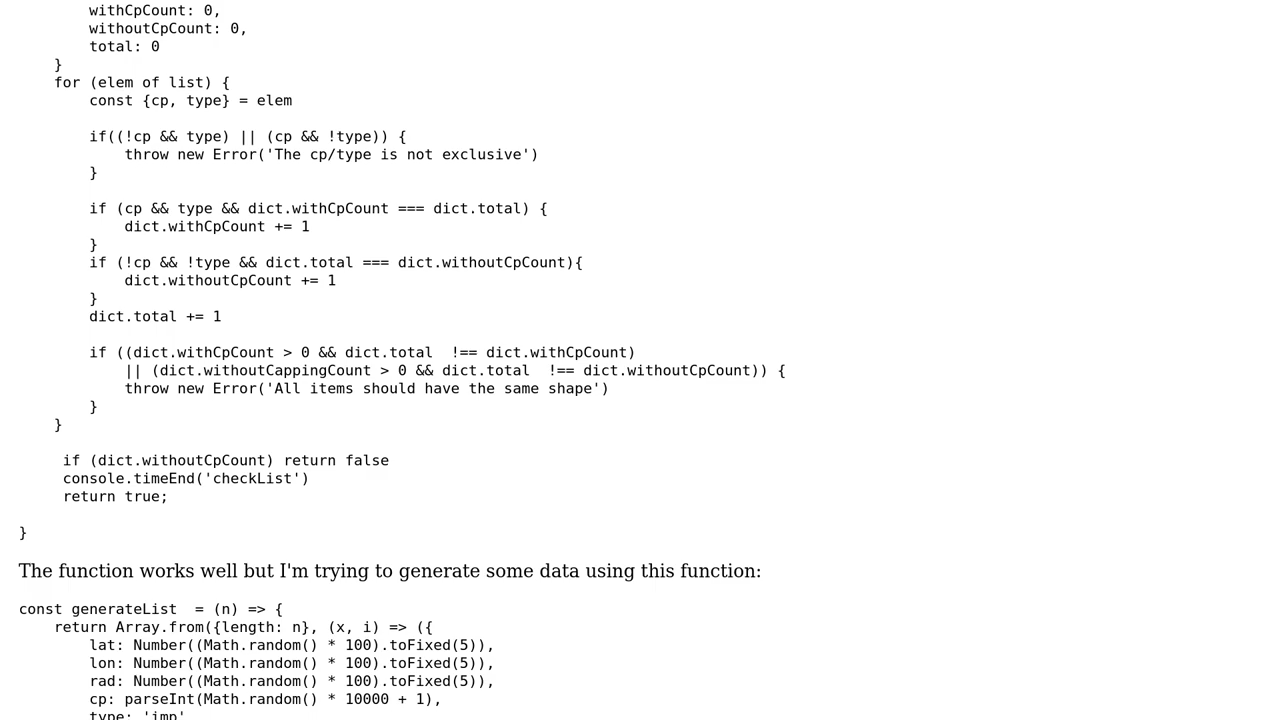 withCpCount: 0,
withoutCpCount: 0,
total: 0
}
for (elem of list) {
const {cp, type} = elem
if((!cp && type) || (cp && !type)) {
throw new Error('The cp/type is not exclusive')
}
if (cp && type && dict.withCpCount === dict.total) {
dict.withCpCount += 1
}
if (!cp && !type && dict.total === dict.withoutCpCount){
dict.withoutCpCount += 1
}
dict.total += 1
if ((dict.withCpCount > 0 && dict.total  !== dict.withCpCount)
|| (dict.withoutCappingCount > 0 && dict.total  !== dict.withoutCpCount)) {
throw new Error('All items should have the same shape')
}
}
if (dict.withoutCpCount) return false
console.timeEnd('checkList')
return true;
}
The function works well but I'm trying to generate some data using this function:
const generateList  = (n) => {
return Array.from({length: n}, (x, i) => ({
lat: Number((Math.random() * 100).toFixed(5)),
lon: Number((Math.random() * 100).toFixed(5)),
rad: Number((Math.random() * 100).toFixed(5)),
cp: parseInt(Math.random() * 10000 + 1),
type: 'imp'